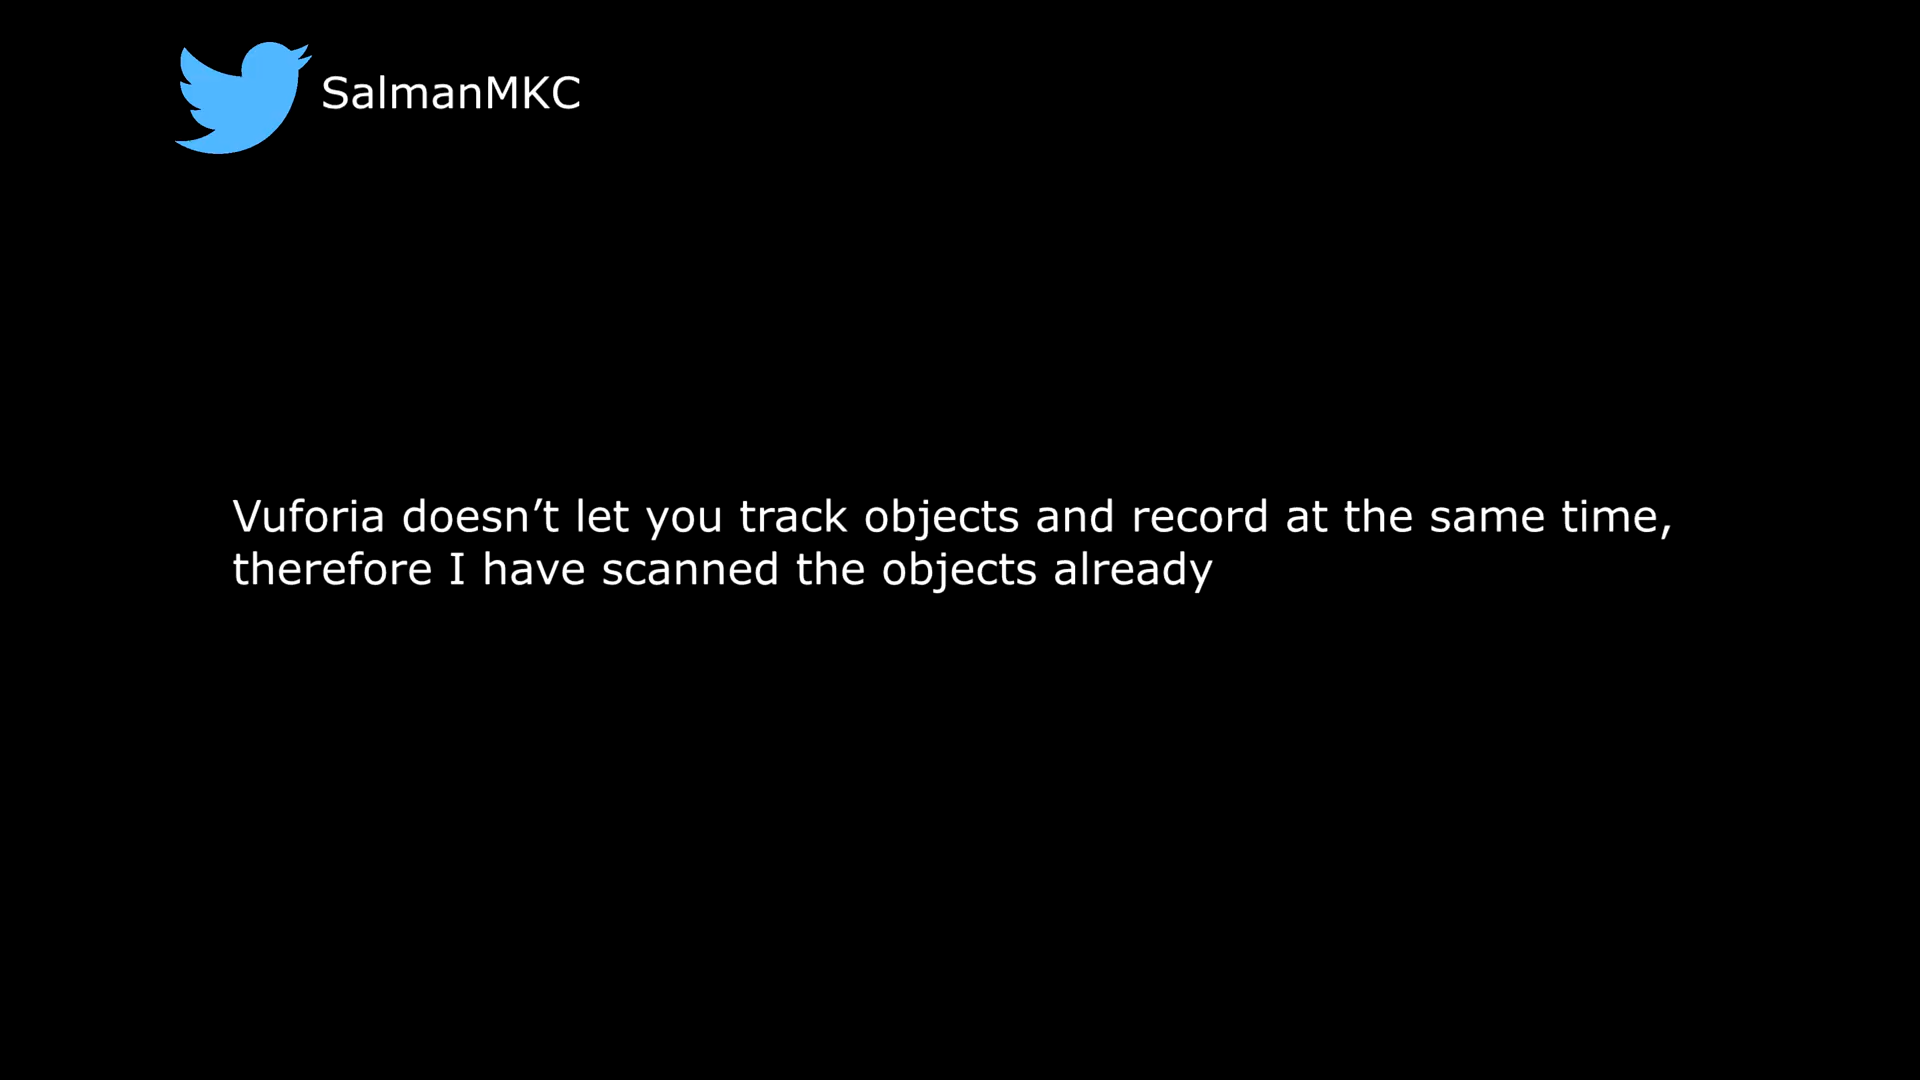 SalmanMKC
Vuforia doesn’t let you track objects and record at the same time,
therefore I have scanned the objects already